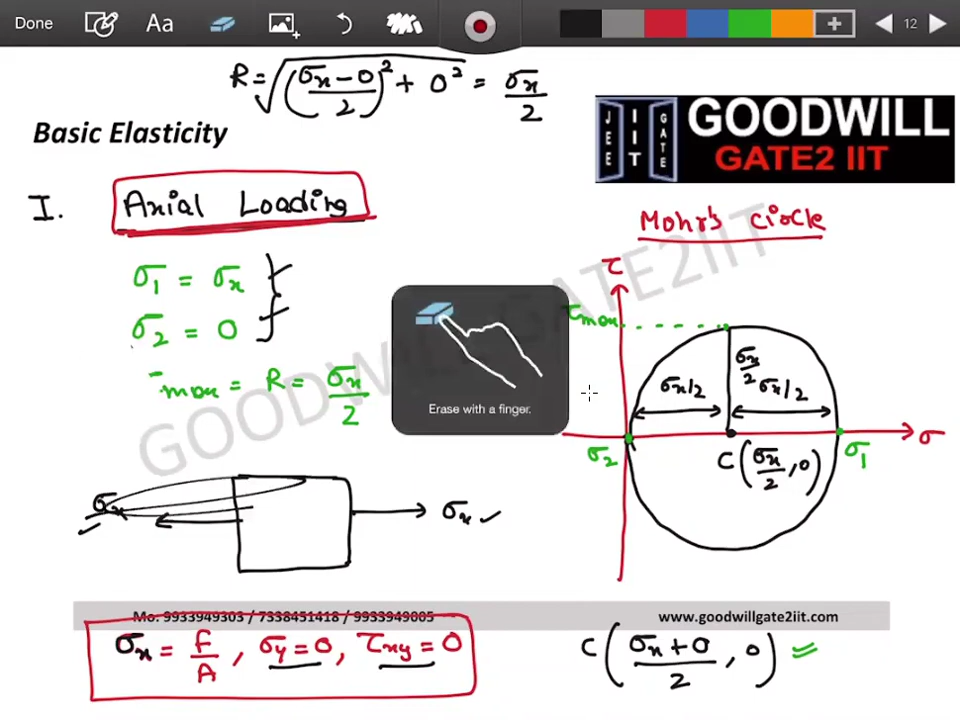 Done Aa 12
R = √((σx − 0)/2)² + 0² = σx/2
Basic Elasticity
JEE IIT GATE GOODWILL
GATE2 IIT
I. Axial Loading
Mohr's Circle
σ1 = σx
σ2 = 0
τmax = R = σx/2
Erase with a finger.
τ
τmax
σx/2 σx/2 σx/2
σ
σ2 C(σx/2, 0) σ1
σx σx ✓
GOODWILLGATE2IIT
GOODWILLGATE2IIT
Mo: 9933949303 / 7338451418 / 9933949005 www.goodwillgate2iit.com
σx = F/A, σy = 0, τxy = 0
C((σx + 0)/2, 0)